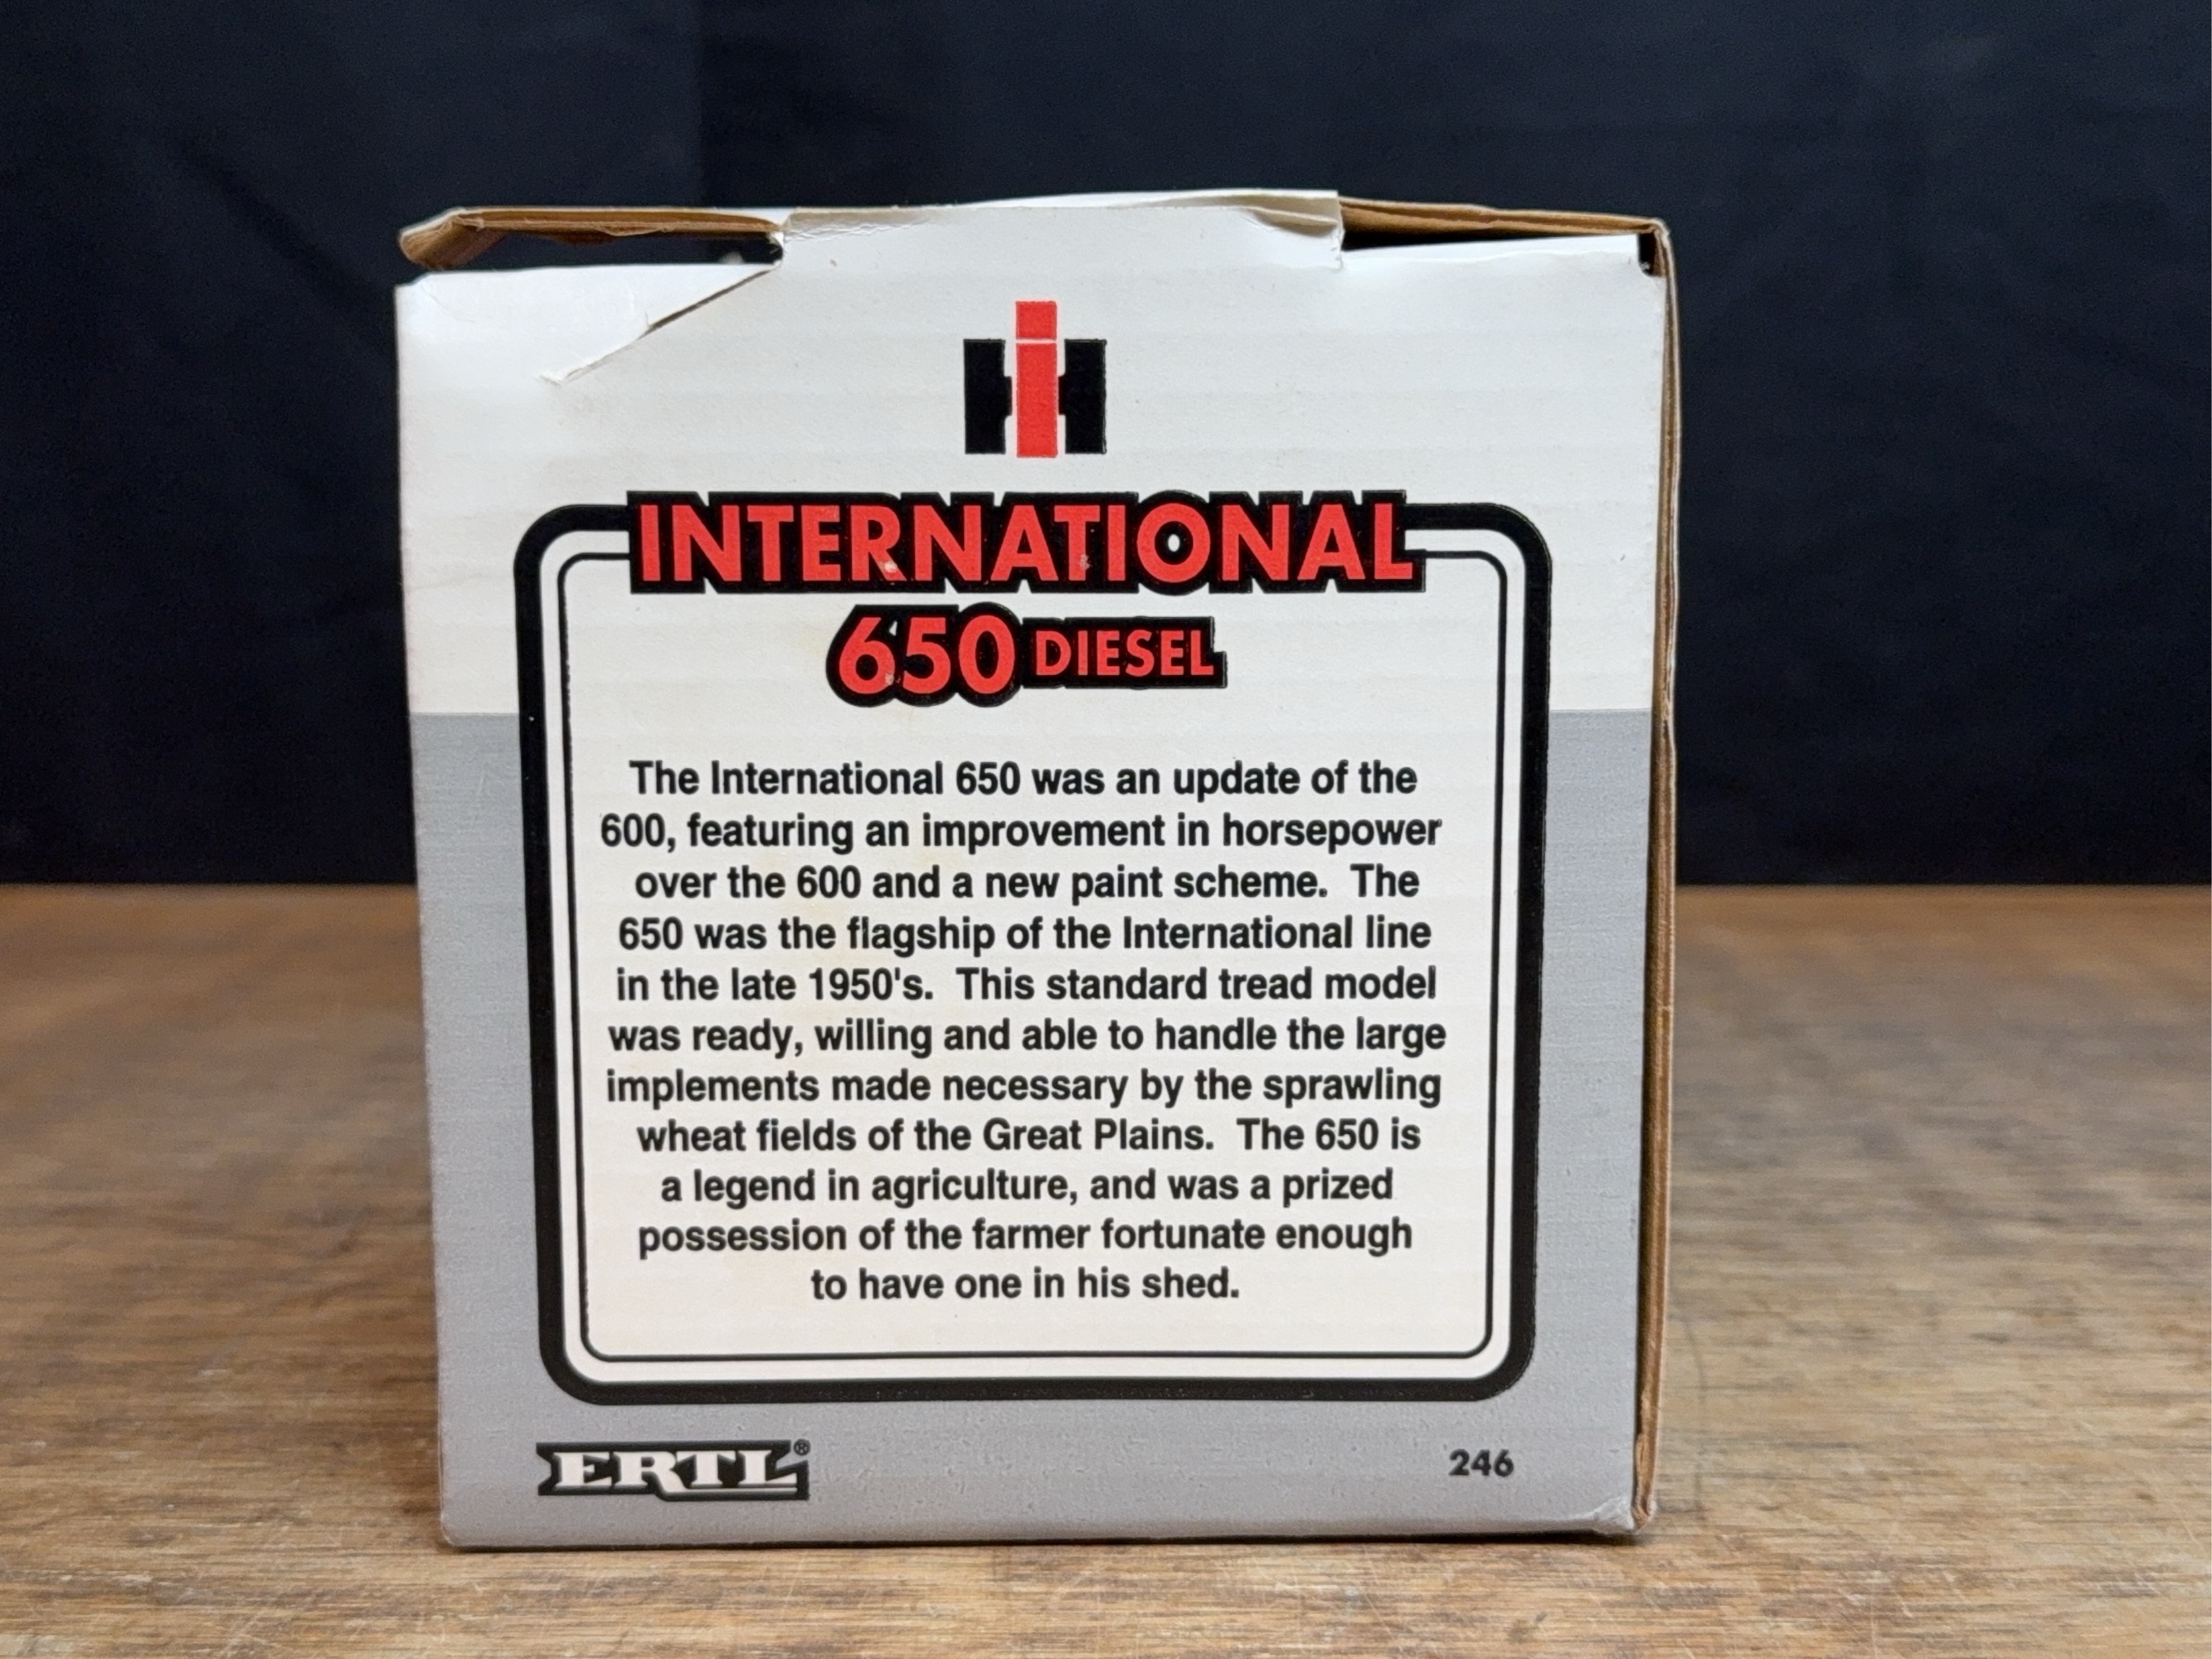 IH
INTERNATIONAL
650 DIESEL
The International 650 was an update of the
600, featuring an improvement in horsepower
over the 600 and a new paint scheme.  The
650 was the flagship of the International line
in the late 1950's.  This standard tread model
was ready, willing and able to handle the large
implements made necessary by the sprawling
wheat fields of the Great Plains.  The 650 is
a legend in agriculture, and was a prized
possession of the farmer fortunate enough
to have one in his shed.
ERTL®
246